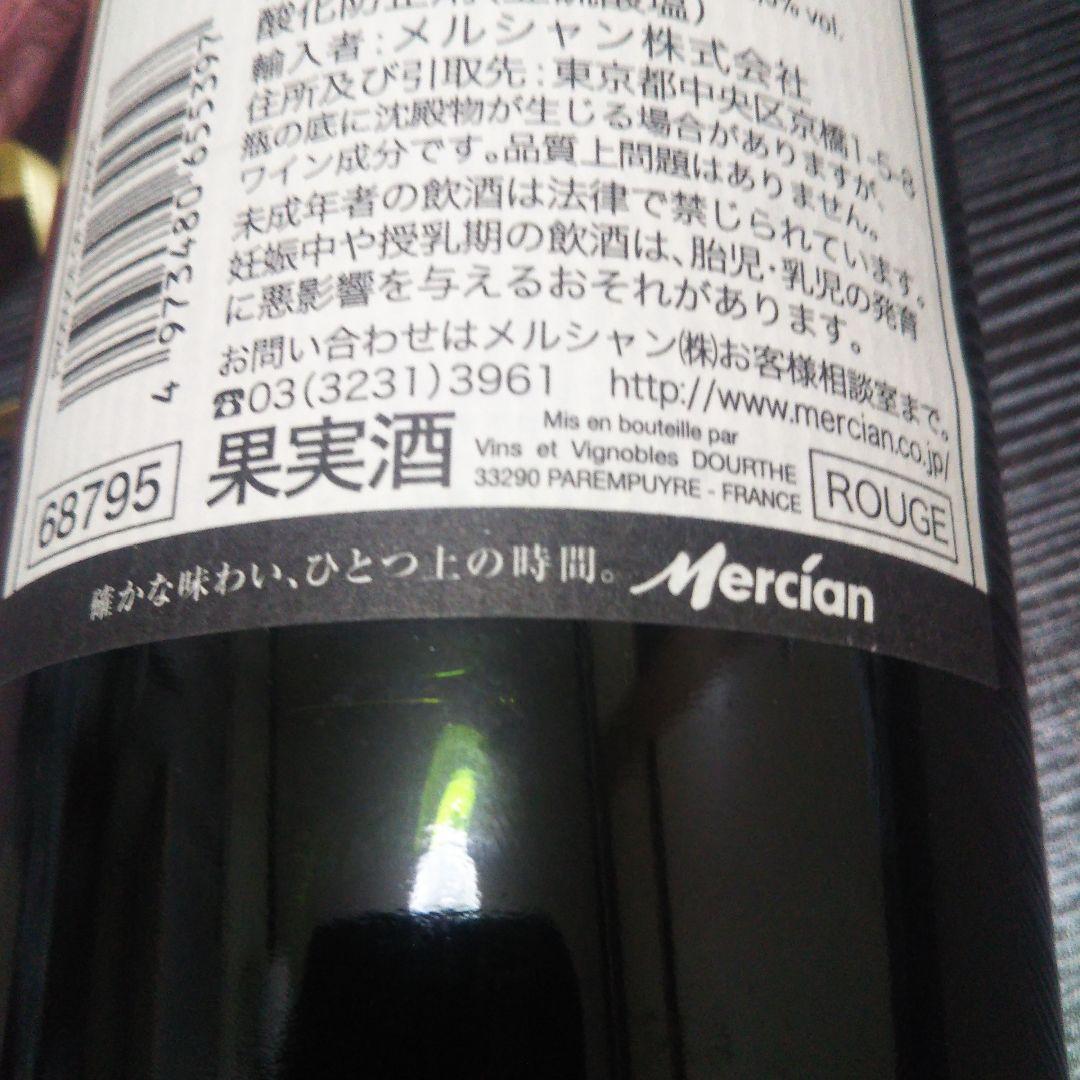 酸化防止剤(亜硫酸塩)
% vol.
輸入者:メルシャン株式会社
住所及び引取先:東京都中央区京橋1-5-8
瓶の底に沈殿物が生じる場合がありますが、
ワイン成分です。品質上問題はありません。
未成年者の飲酒は法律で禁じられています。
妊娠中や授乳期の飲酒は、胎児・乳児の発育
に悪影響を与えるおそれがあります。
お問い合わせはメルシャン(株)お客様相談室まで。
☎03(3231)3961 http://www.mercian.co.jp/
果実酒
Mis en bouteille par
Vins et Vignobles DOURTHE
33290 PAREMPUYRE - FRANCE
ROUGE
68795
4 973480 655397
確かな味わい、ひとつ上の時間。
Mercian